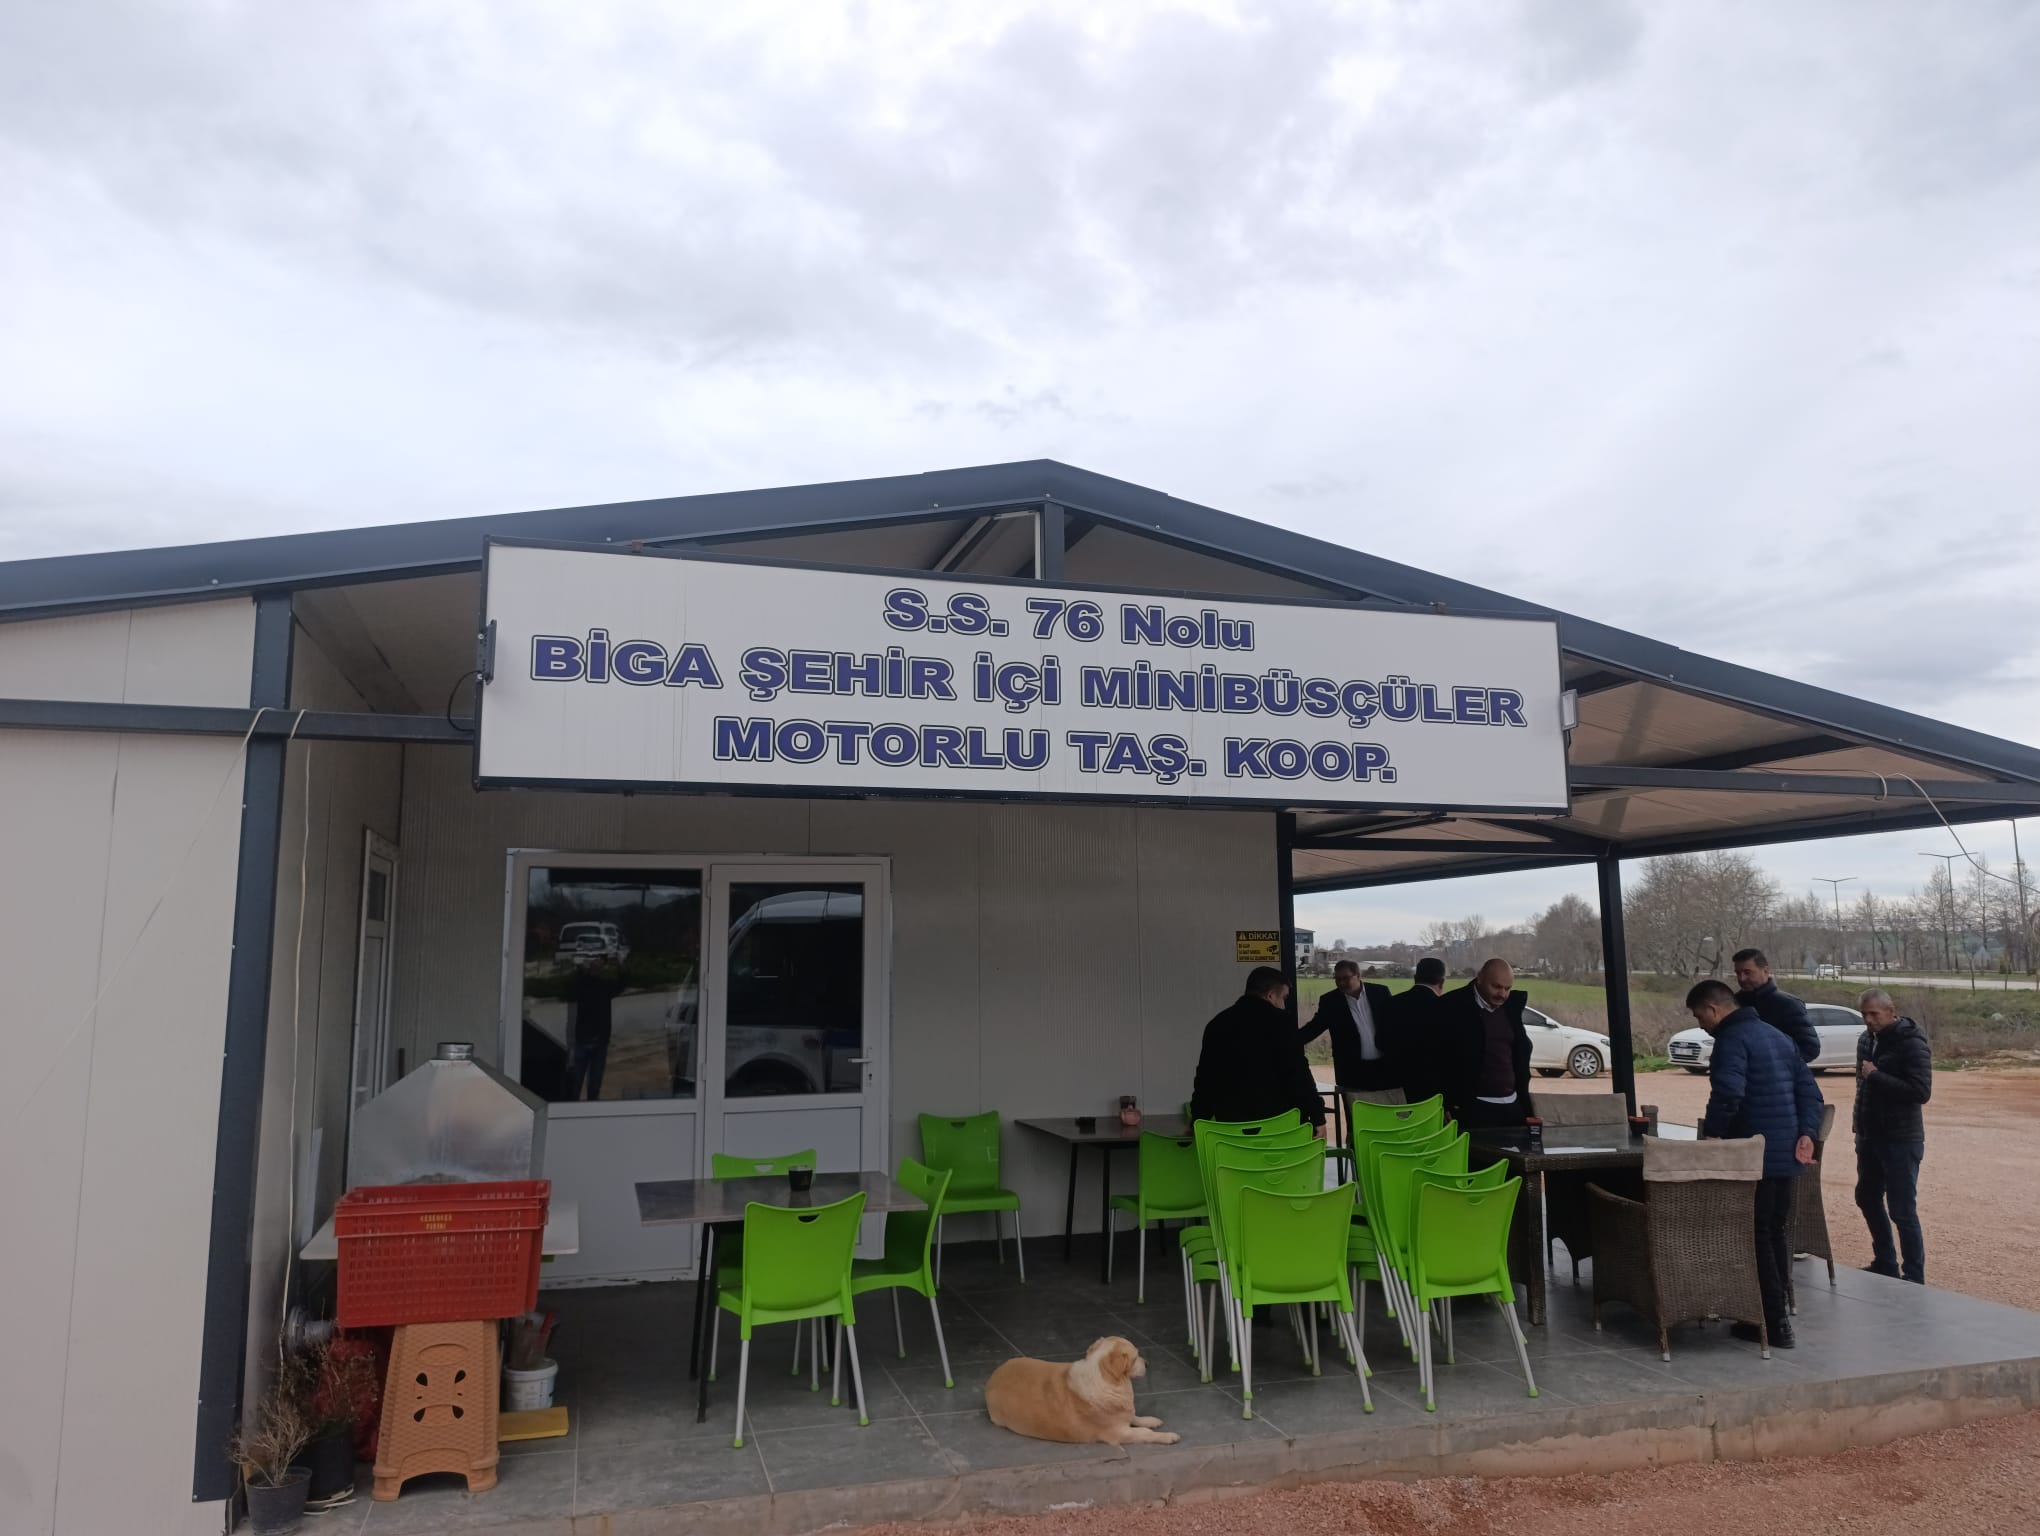 S.S. 76 Nolu
BİGA ŞEHİR İÇİ MİNİBÜSÇÜLER
MOTORLU TAŞ. KOOP.
DİKKAT